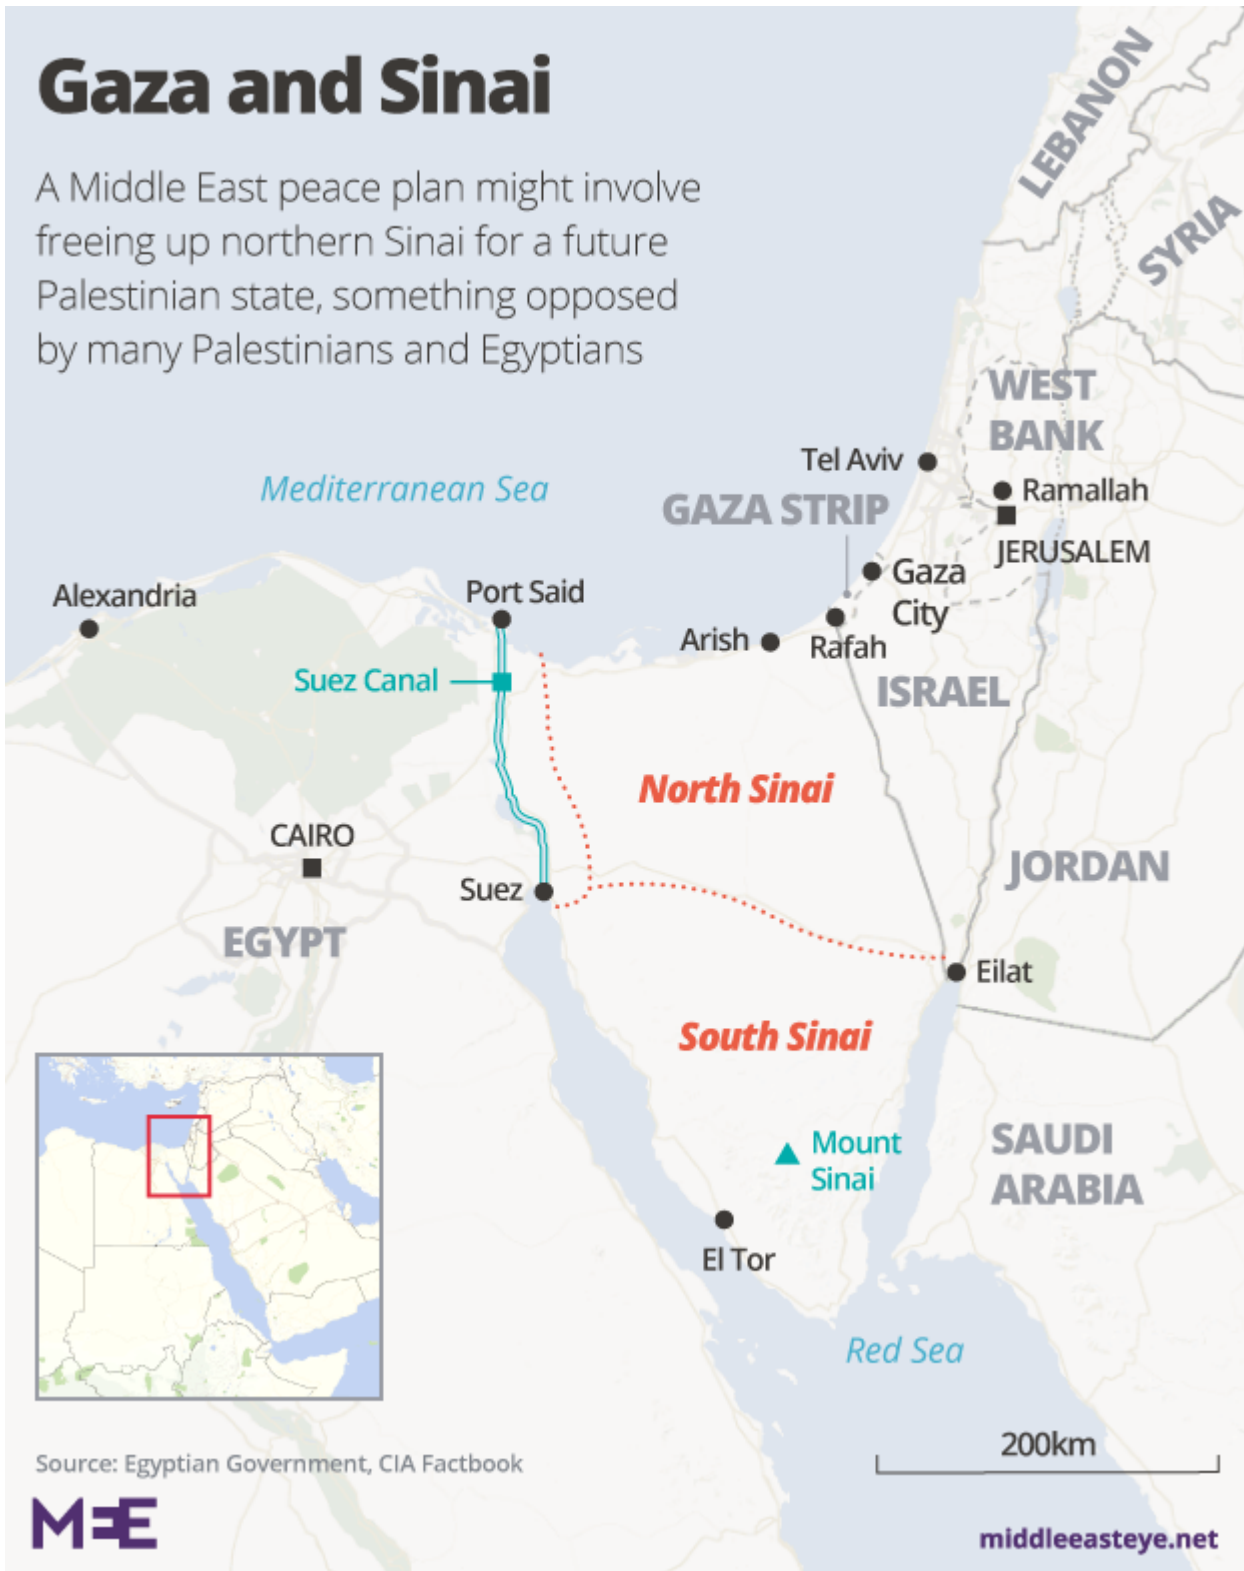 Gaza and Sinai
A Middle East peace plan might involve
freeing up northern Sinai for a future
Palestinian state, something opposed
by many Palestinians and Egyptians
LEBANON
SYRIA
WEST
BANK
Tel Aviv
Mediterranean Sea
Ramallah
GAZA STRIP
JERUSALEM
Gaza
City
Alexandria
Port Said
Arish
Rafah
Suez Canal
ISRAEL
North Sinai
CAIRO
JORDAN
Suez
EGYPT
Eilat
South Sinai
Mount
Sinai
SAUDI
ARABIA
El Tor
Red Sea
200km
Source: Egyptian Government, CIA Factbook
MEE
middleeasteye.net